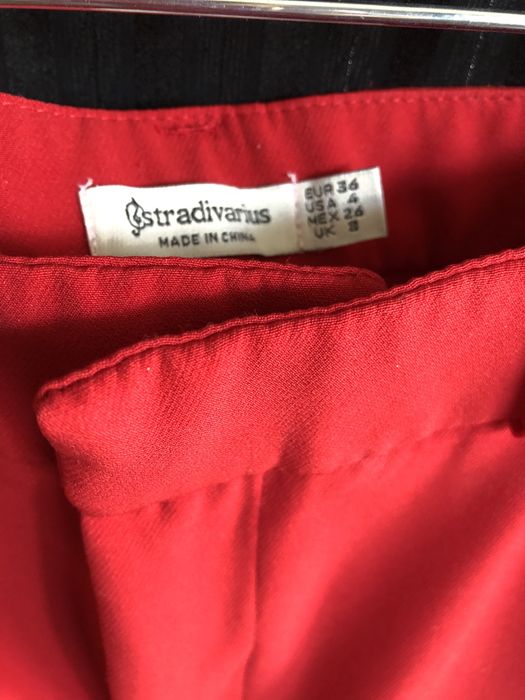 stradivarius
MADE IN CHINA
EUR 36
USA 4
MEX 26
UK 8